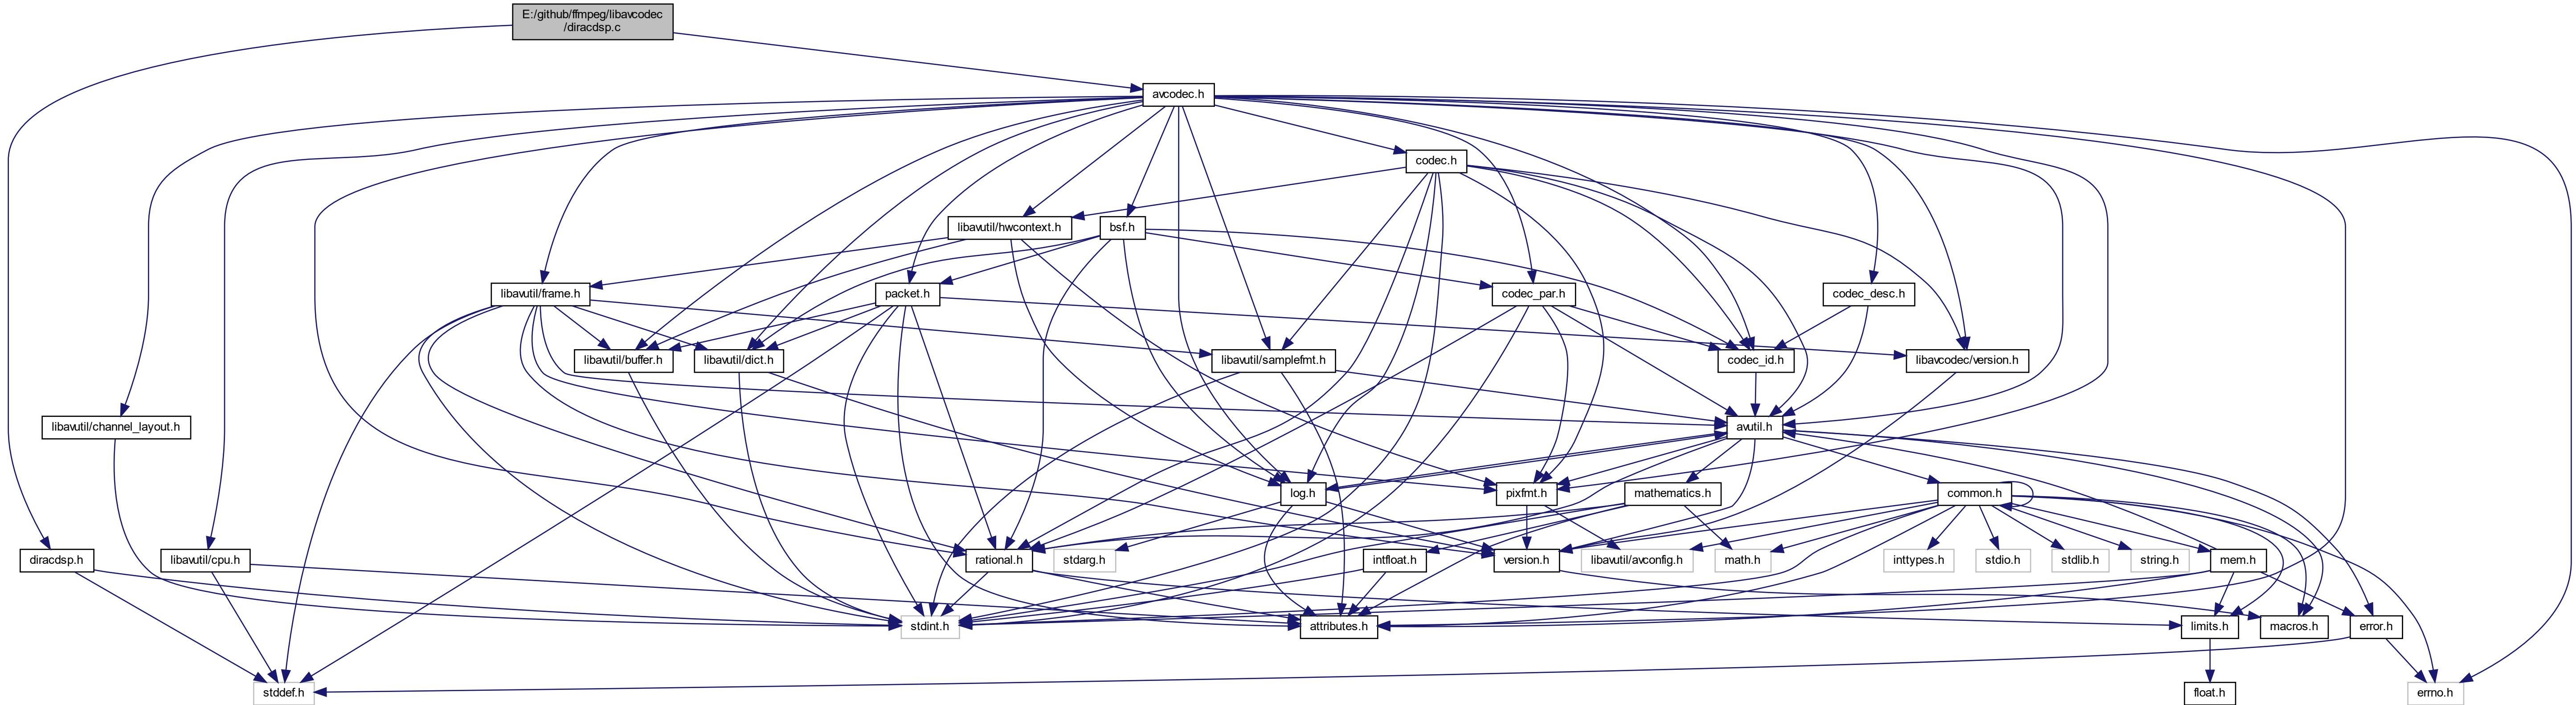 E:/github/ffmpeg/libavcodec
/diracdsp.c
avcodec.h
codec.h
libavutil/hwcontext.h
bsf.h
libavutil/frame.h
packet.h
codec_par.h
codec_desc.h
libavutil/buffer.h
libavutil/dict.h
libavutil/samplefmt.h
codec_id.h
libavcodec/version.h
libavutil/channel_layout.h
avutil.h
log.h
pixfmt.h
mathematics.h
common.h
diracdsp.h
libavutil/cpu.h
rational.h
stdarg.h
intfloat.h
version.h
libavutil/avconfig.h
math.h
inttypes.h
stdio.h
stdlib.h
string.h
mem.h
stdint.h
attributes.h
limits.h
macros.h
error.h
stddef.h
float.h
errno.h